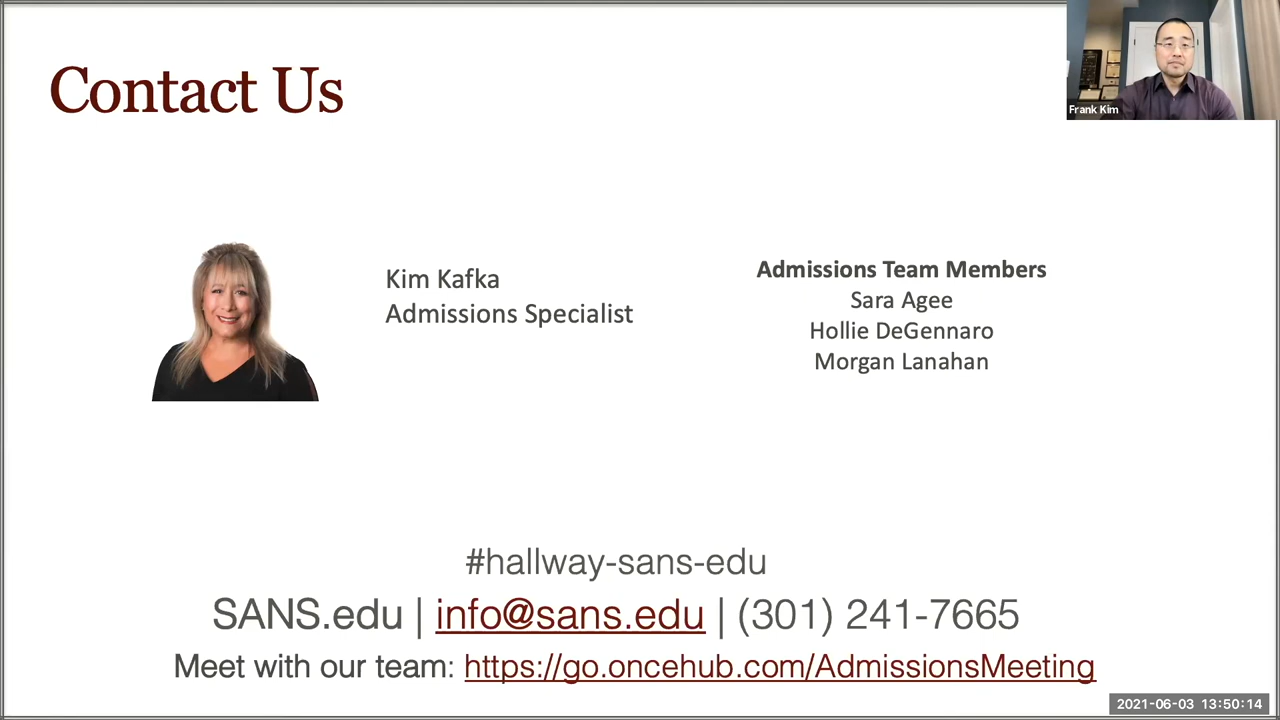 Contact Us
Frank Kim
Kim Kafka
Admissions Specialist
Admissions Team Members
Sara Agee
Hollie DeGennaro
Morgan Lanahan
#hallway-sans-edu
SANS.edu | info@sans.edu | (301) 241-7665
Meet with our team: https://go.oncehub.com/AdmissionsMeeting
2021-06-03 13:50:14